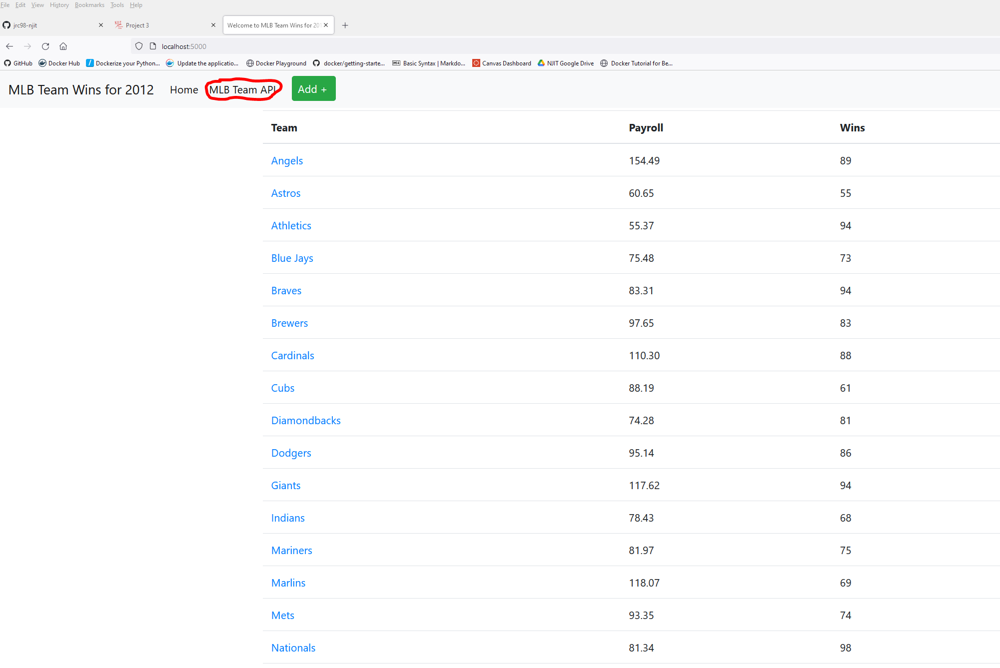 File Edit View History Bookmarks Tools Help
jrc98-njit Project 3 Welcome to MLB Team Wins for 201
localhost:5000
GitHub Docker Hub Dockerize your Python... Update the applicatio... Docker Playground docker/getting-starte... Basic Syntax | Markdo... Canvas Dashboard NJIT Google Drive Docker Tutorial for Be...
MLB Team Wins for 2012 Home MLB Team API Add +
Team Payroll Wins
Angels 154.49 89
Astros 60.65 55
Athletics 55.37 94
Blue Jays 75.48 73
Braves 83.31 94
Brewers 97.65 83
Cardinals 110.30 88
Cubs 88.19 61
Diamondbacks 74.28 81
Dodgers 95.14 86
Giants 117.62 94
Indians 78.43 68
Mariners 81.97 75
Marlins 118.07 69
Mets 93.35 74
Nationals 81.34 98